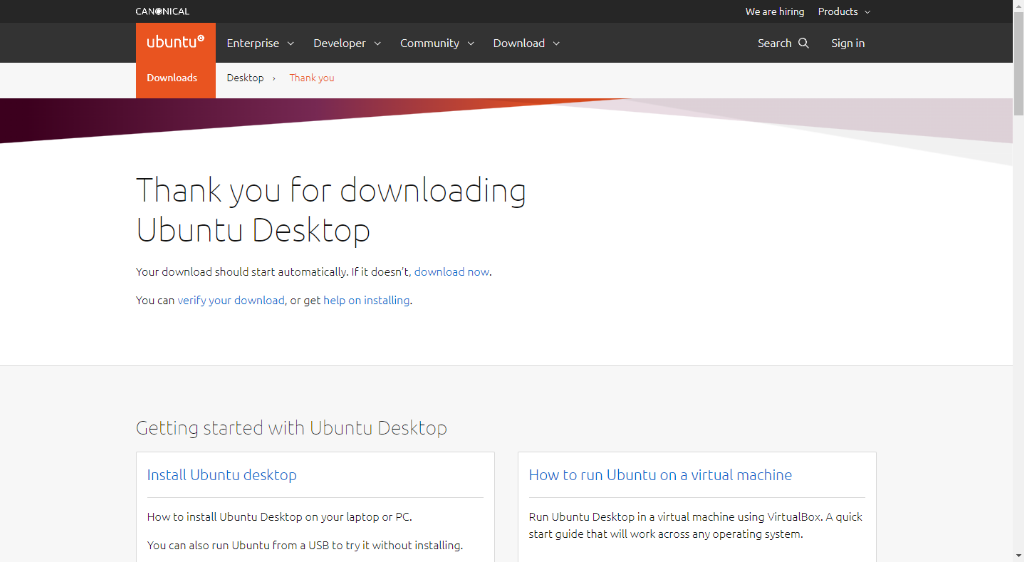 CANONICAL
We are hiring Products
ubuntu
Enterprise Developer Community Download Search Sign in
Downloads Desktop › Thank you
Thank you for downloading
Ubuntu Desktop
Your download should start automatically. If it doesn't, download now.
You can verify your download, or get help on installing.
Getting started with Ubuntu Desktop
Install Ubuntu desktop
How to install Ubuntu Desktop on your laptop or PC.
You can also run Ubuntu from a USB to try it without installing.
How to run Ubuntu on a virtual machine
Run Ubuntu Desktop in a virtual machine using VirtualBox. A quick
start guide that will work across any operating system.